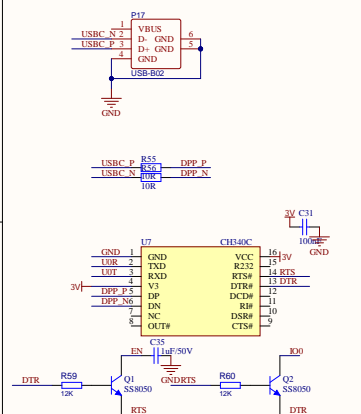 P17
1 VBUS
USBC_N 2 D- GND 6
USBC_P 3 D+ GND 5
4 GND
USB-B02
GND
USBC_P R55 DPP_P
USBC_N R56 DPP_N
10R
10R
3V C31
100nF
GND
U7 CH340C
GND 1 GND VCC 16 3V
U0R 2 TXD R232 15
U0T 3 RXD RTS# 14 RTS
3V 4 V3 DTR# 13 DTR
DPP_P 5 DP DCD# 12
DPP_N 6 DN RI# 11
7 NC DSR# 10
8 OUT# CTS# 9
C35
EN 1uF/50V IO0
DTR R59 Q1 GND RTS R60 Q2
12K SS8050 12K SS8050
RTS DTR